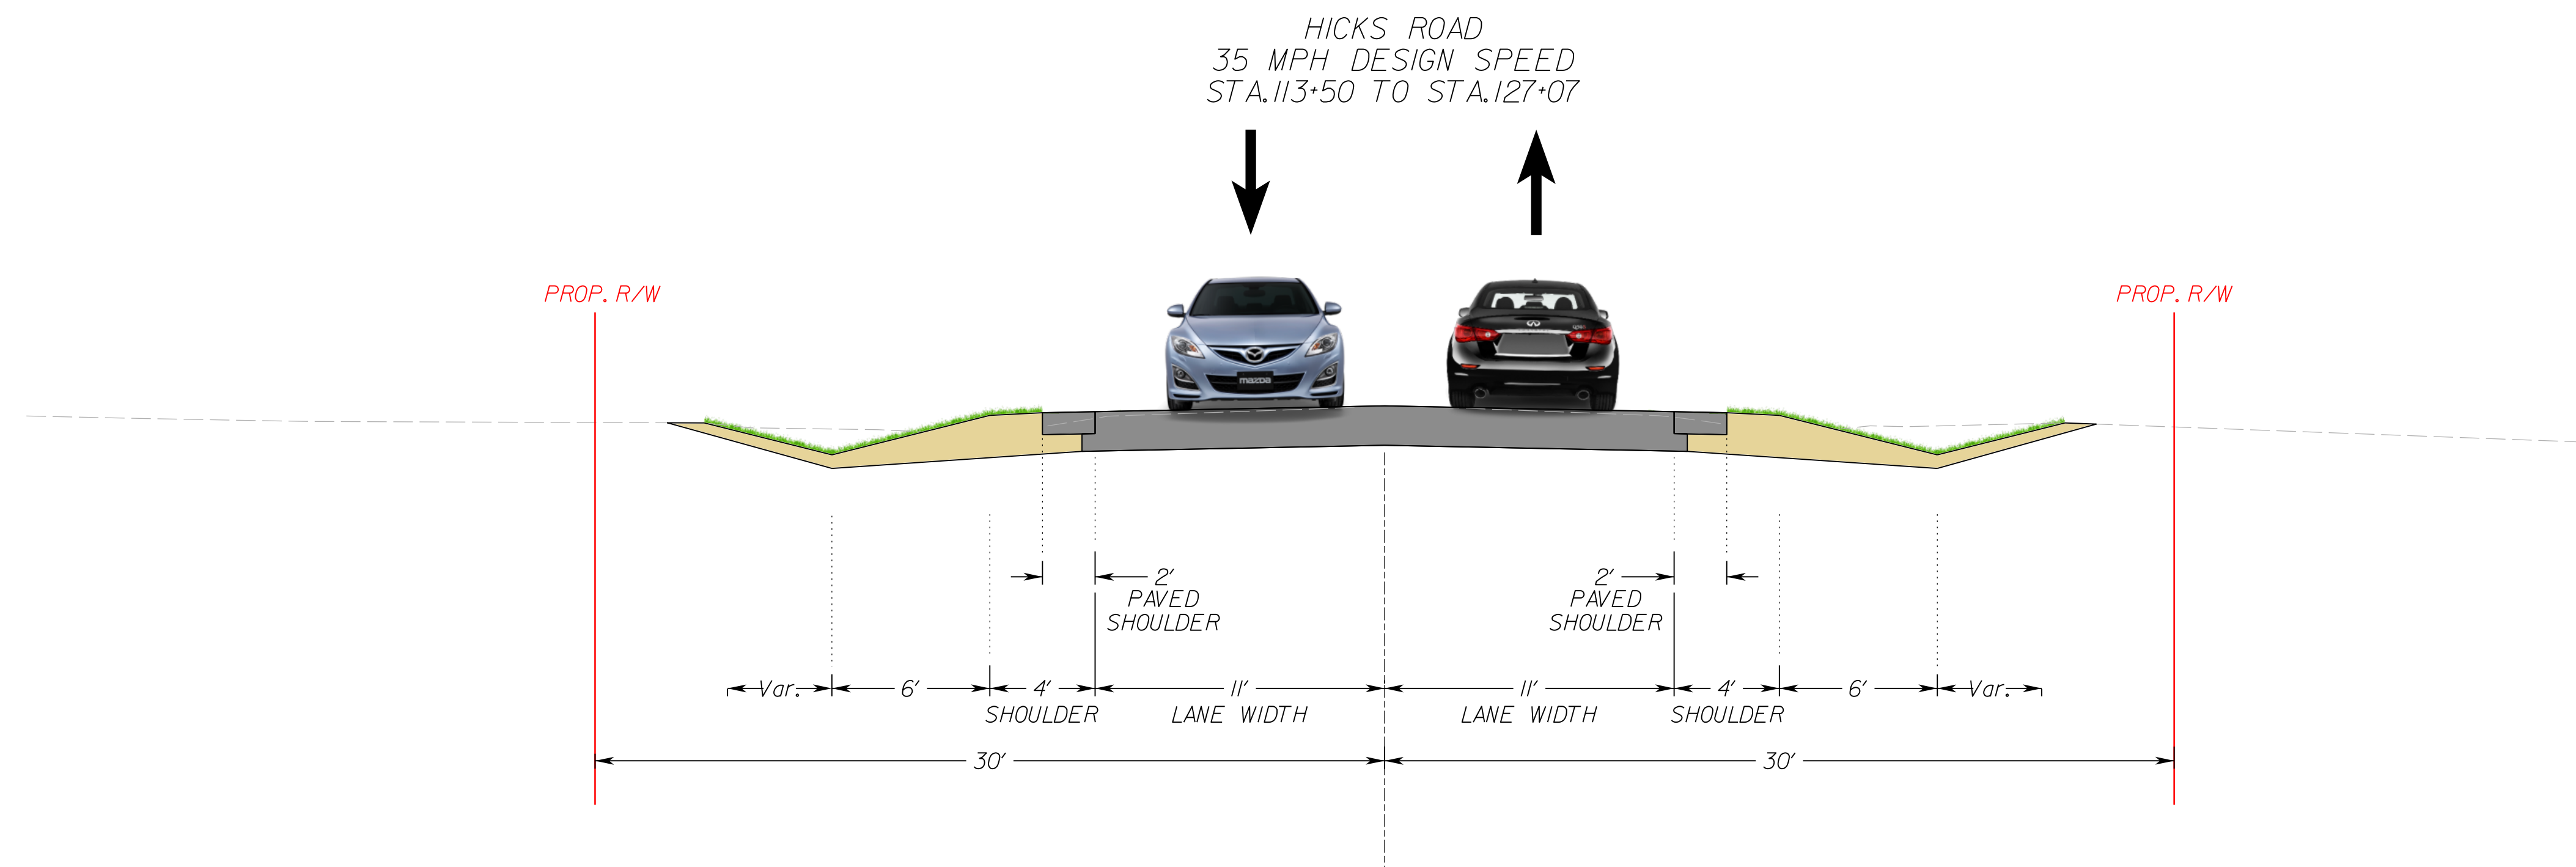 HICKS ROAD
35 MPH DESIGN SPEED
STA.113+50 TO STA.127+07
PROP. R/W
PROP. R/W
mazda
2' 2'
PAVED PAVED
SHOULDER SHOULDER
Var. 6' 4' 11' 11' 4' 6' Var.
SHOULDER LANE WIDTH LANE WIDTH SHOULDER
30' 30'